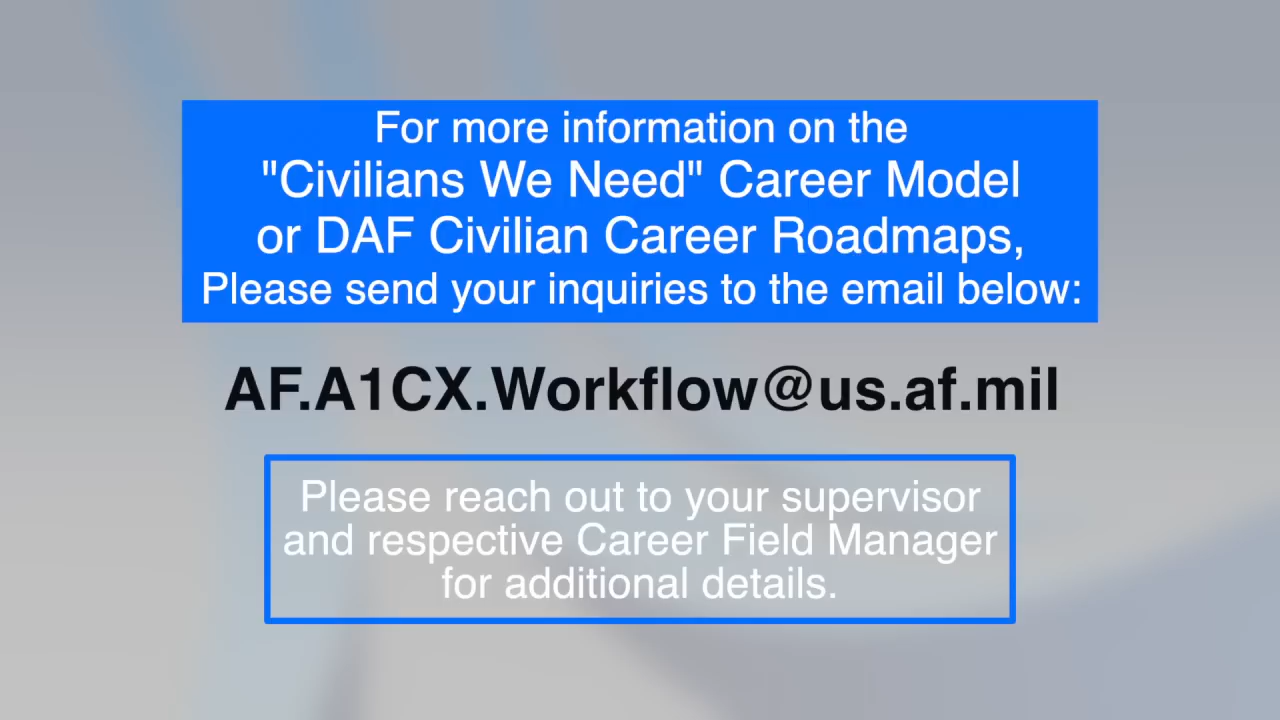 For more information on the
"Civilians We Need" Career Model
or DAF Civilian Career Roadmaps,
Please send your inquiries to the email below:
AF.A1CX.Workflow@us.af.mil
Please reach out to your supervisor
and respective Career Field Manager
for additional details.